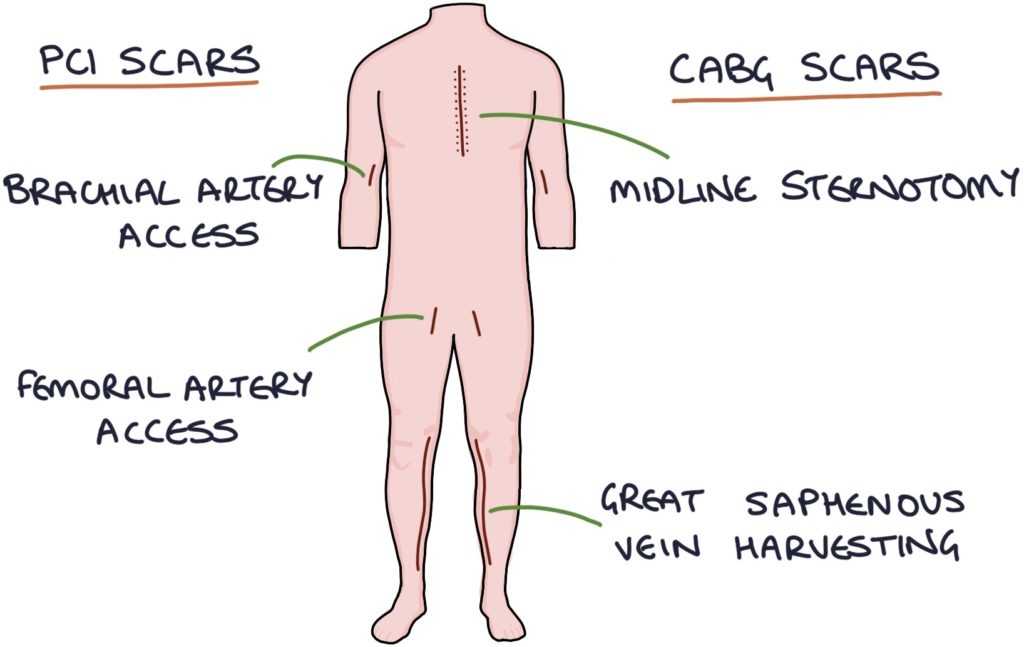 PCI SCARS
CABG SCARS
BRACHIAL ARTERY
ACCESS
MIDLINE STERNOTOMY
FEMORAL ARTERY
ACCESS
GREAT SAPHENOUS
VEIN HARVESTING